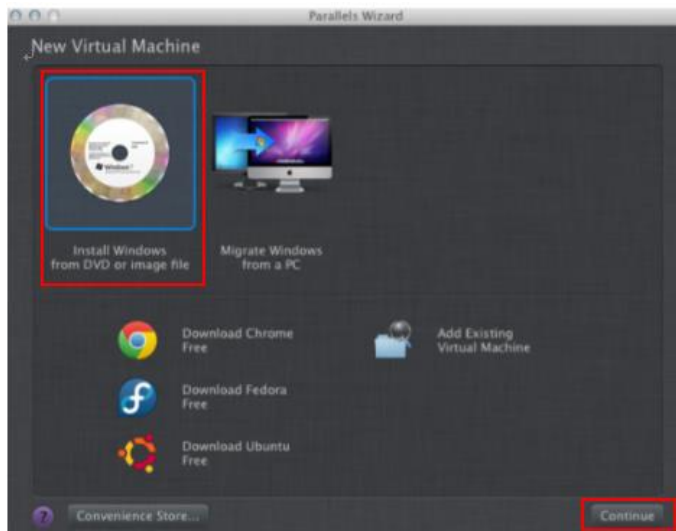 Parallels Wizard
New Virtual Machine
Install Windows
from DVD or image file
Migrate Windows
from a PC
Download Chrome
Free
Add Existing
Virtual Machine
Download Fedora
Free
Download Ubuntu
Free
?
Convenience Store...
Continue